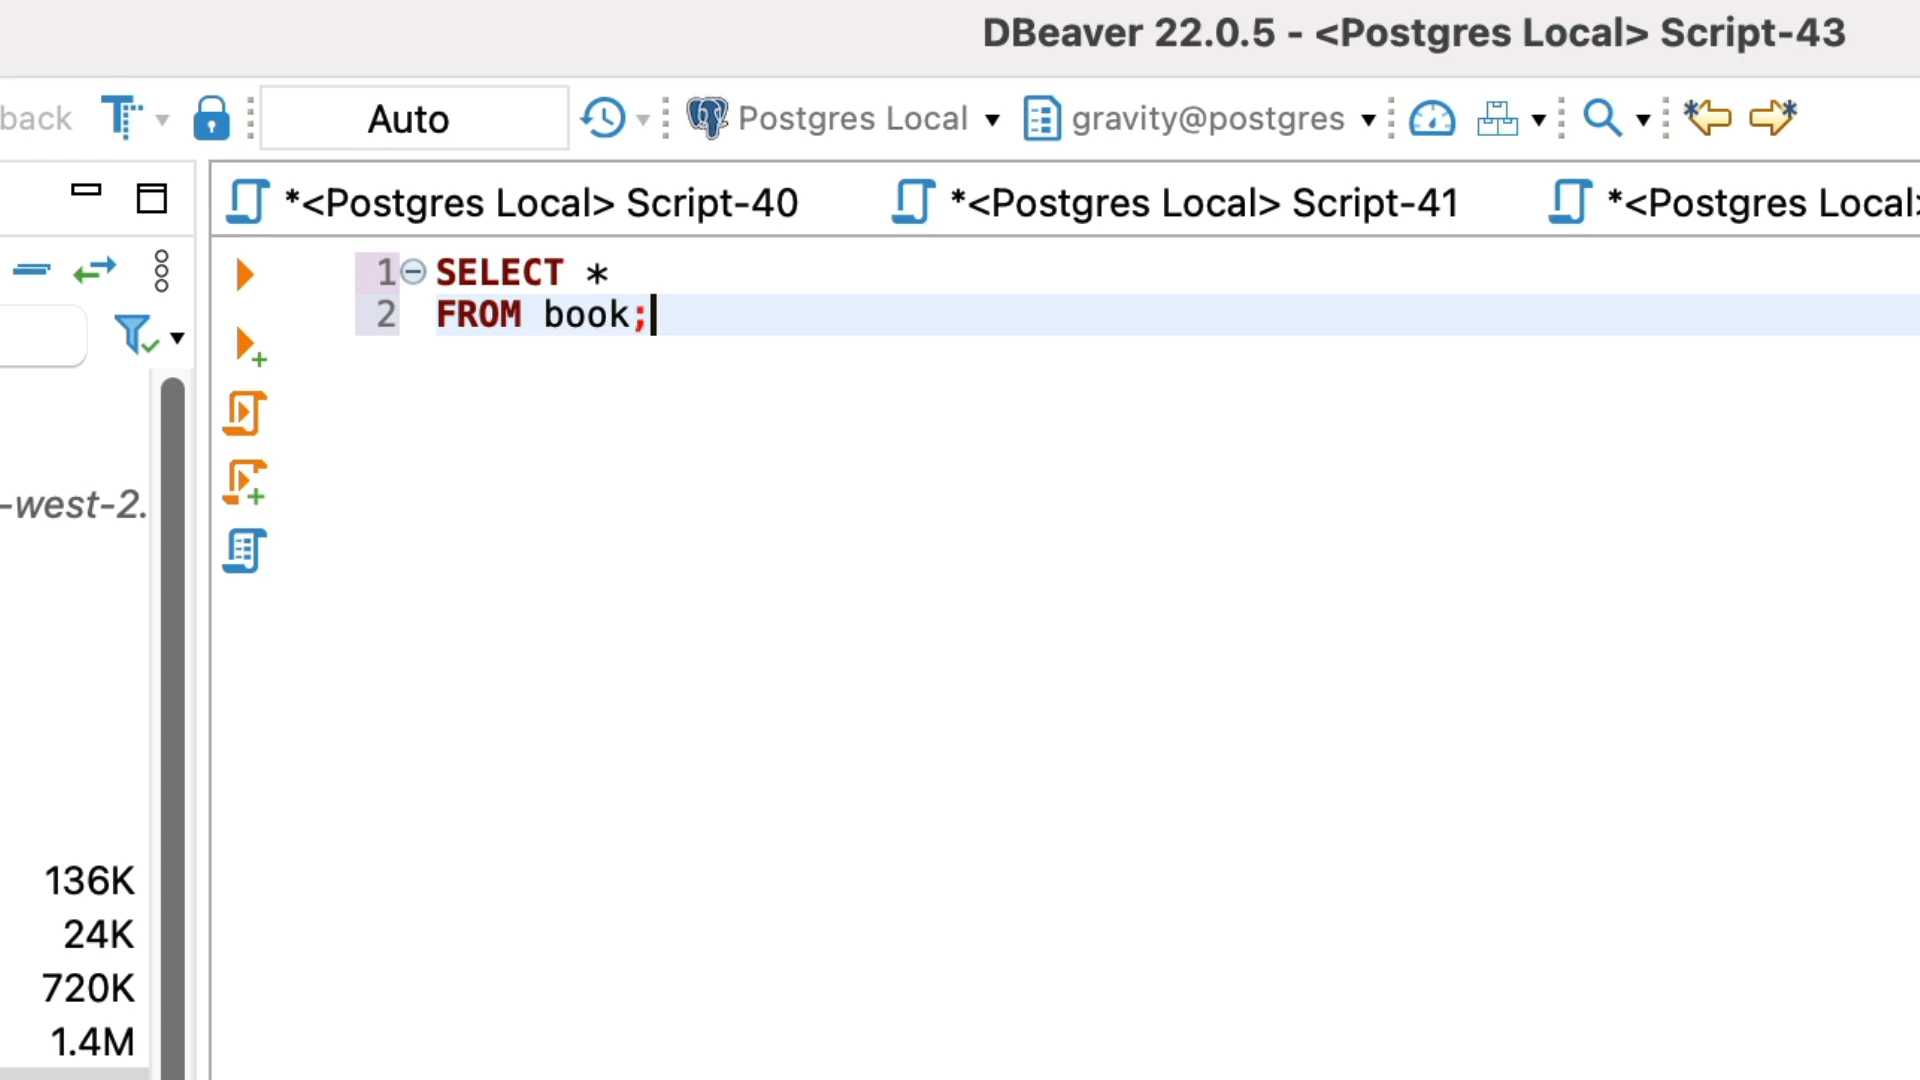 DBeaver 22.0.5 - <Postgres Local> Script-43
back
Auto
Postgres Local
gravity@postgres
*<Postgres Local> Script-40
*<Postgres Local> Script-41
*<Postgres Local>
1 SELECT *
2 FROM book;
-west-2.
136K
24K
720K
1.4M